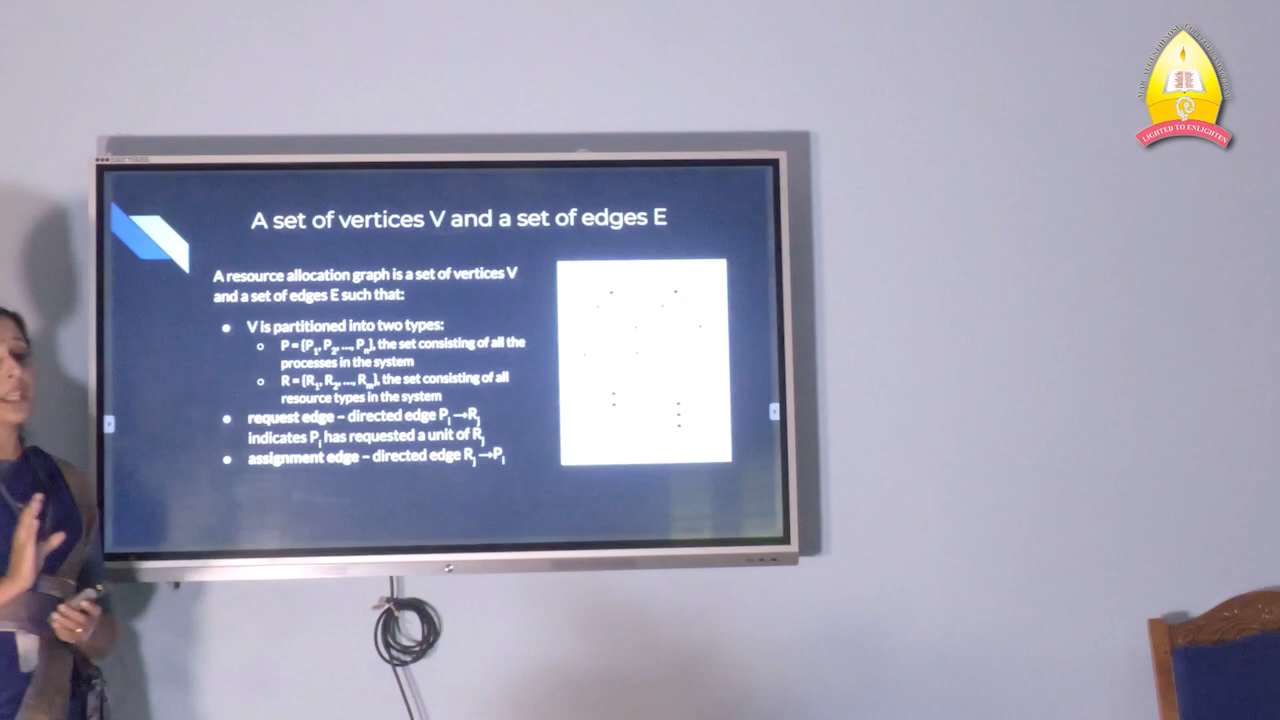 LIGHTED TO ENLIGHTEN
A set of vertices V and a set of edges E
A resource allocation graph is a set of vertices V
and a set of edges E such that:
● V is partitioned into two types:
○ P = {P1, P2, ..., Pn}, the set consisting of all the
processes in the system
○ R = {R1, R2, ..., Rm}, the set consisting of all
resource types in the system
● request edge – directed edge Pi →Rj
indicates Pi has requested a unit of Rj
● assignment edge – directed edge Rj →Pi